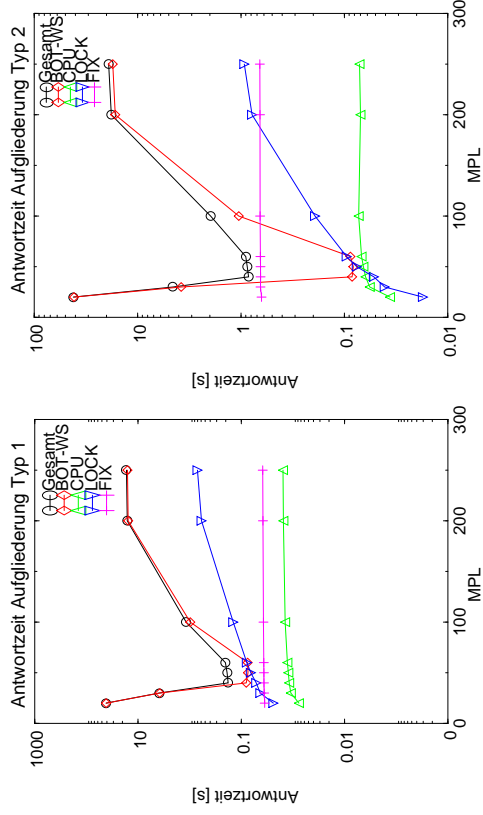 Antwortzeit Aufgliederung Typ 1
Gesamt
BOT-WS
CPU
LOCK
FIX
Antwortzeit [s]
1000
10
0.1
0.01
0
0
100
200
300
MPL
Antwortzeit Aufgliederung Typ 2
Gesamt
BOT-WS
CPU
LOCK
FIX
Antwortzeit [s]
100
10
1
0.1
0.01
0
100
200
300
MPL